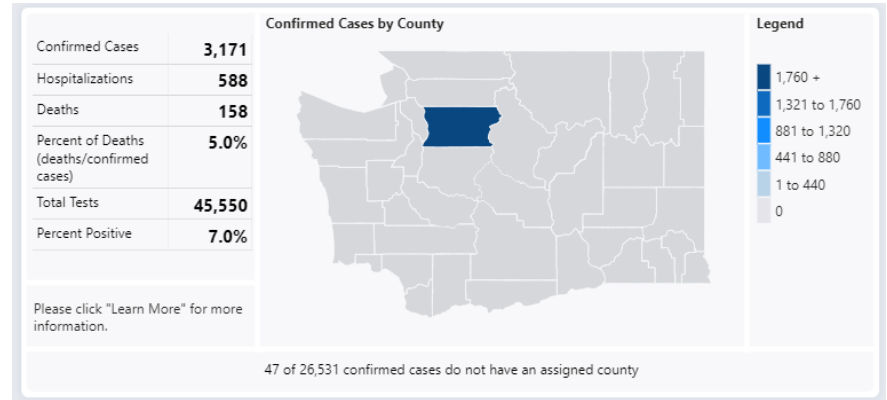 Confirmed Cases 3,171
Hospitalizations 588
Deaths 158
Percent of Deaths 5.0%
(deaths/confirmed
cases)
Total Tests 45,550
Percent Positive 7.0%
Please click "Learn More" for more
information.
Confirmed Cases by County
Legend
1,760 +
1,321 to 1,760
881 to 1,320
441 to 880
1 to 440
0
47 of 26,531 confirmed cases do not have an assigned county